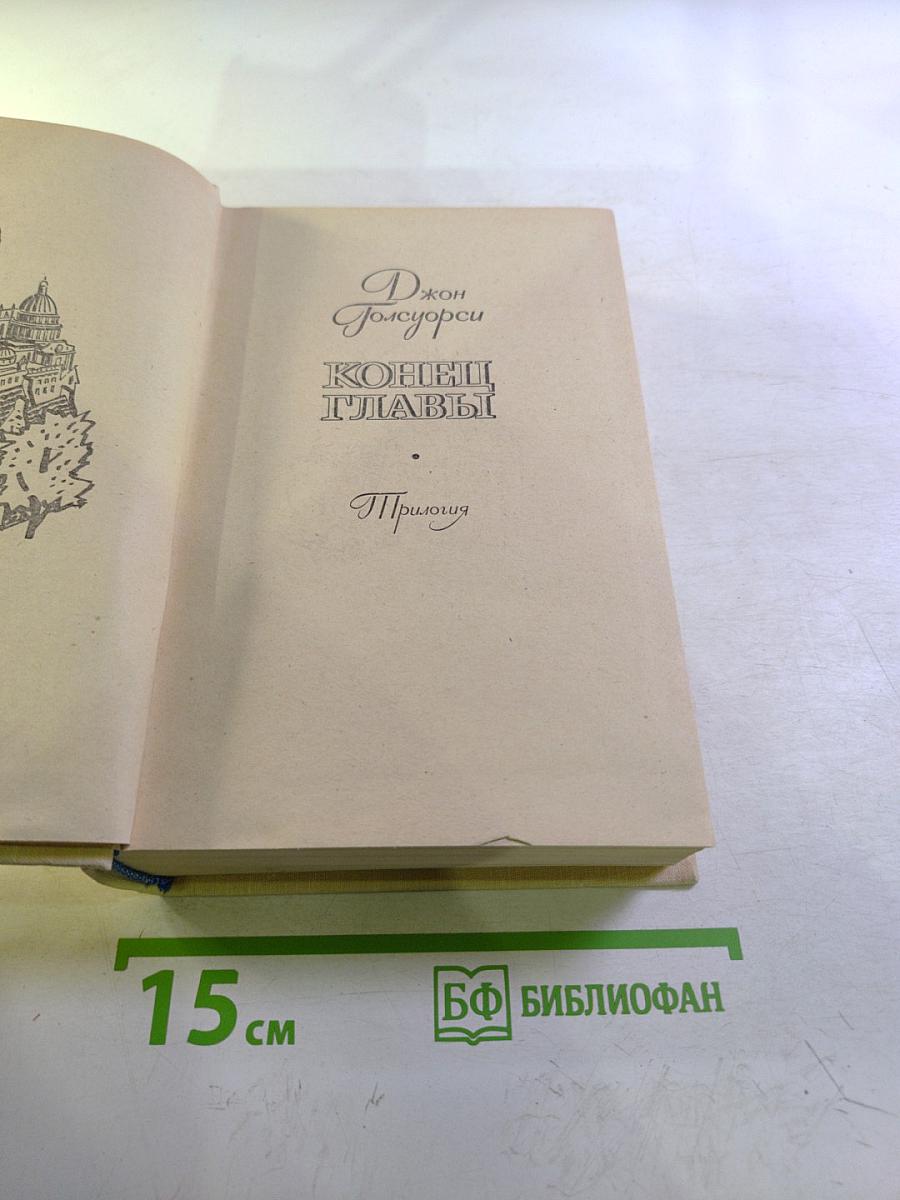 Джон
Голсуорси
КОНЕЦ
ГЛАВЫ
Трилогия
15 см
БФ БИБЛИОФАН